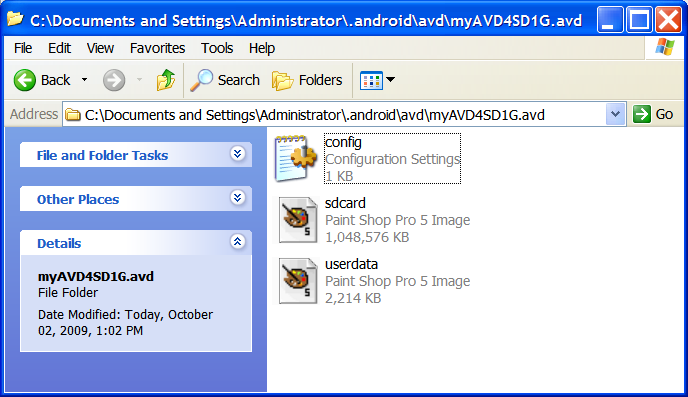 C:\Documents and Settings\Administrator\.android\avd\myAVD4SD1G.avd
File Edit View Favorites Tools Help
Back Search Folders
Address C:\Documents and Settings\Administrator\.android\avd\myAVD4SD1G.avd Go
File and Folder Tasks
Other Places
Details
myAVD4SD1G.avd
File Folder
Date Modified: Today, October
02, 2009, 1:02 PM
config
Configuration Settings
1 KB
sdcard
Paint Shop Pro 5 Image
1,048,576 KB
userdata
Paint Shop Pro 5 Image
2,214 KB